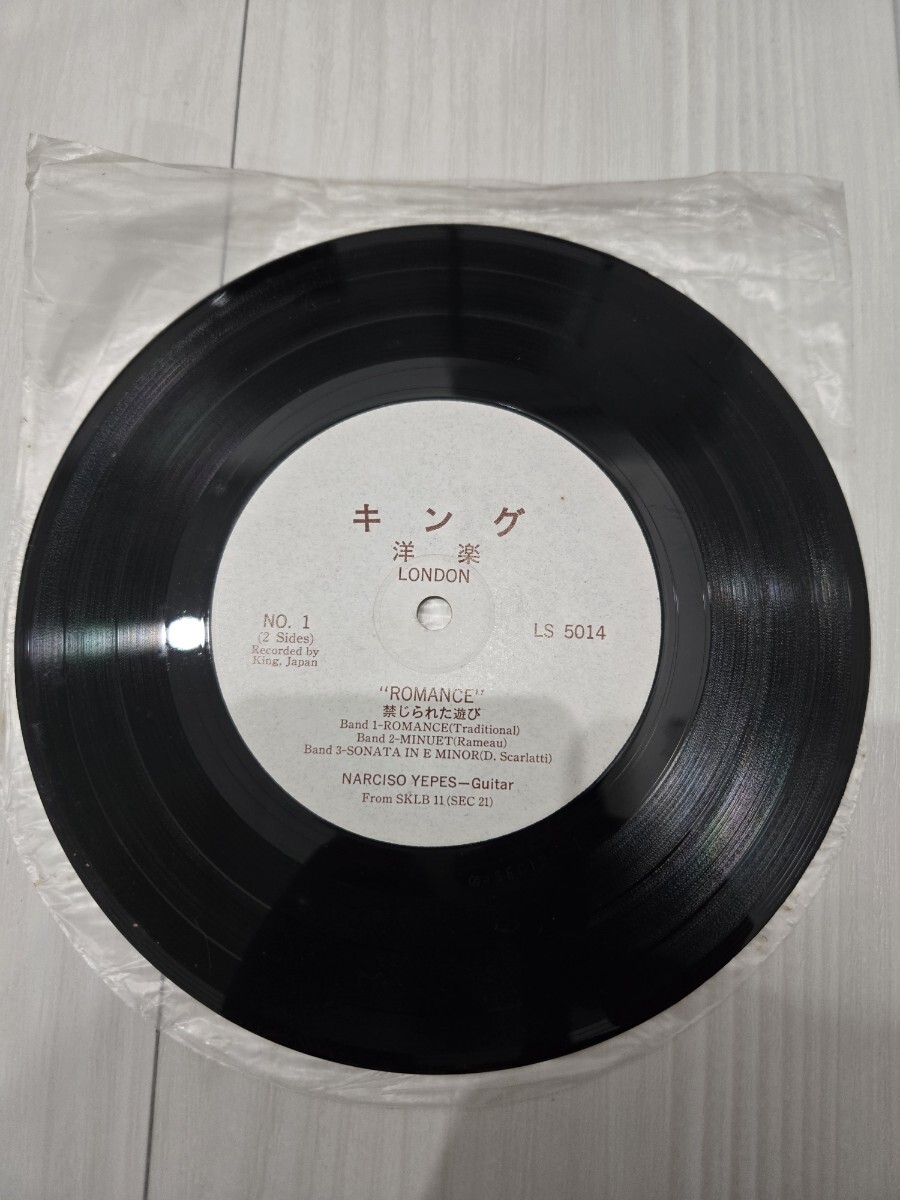 キング
洋楽
LONDON
NO. 1
(2 Sides)
Recorded by
King, Japan
LS 5014
"ROMANCE"
禁じられた遊び
Band 1-ROMANCE(Traditional)
Band 2-MINUET(Rameau)
Band 3-SONATA IN E MINOR(D. Scarlatti)
NARCISO YEPES—Guitar
From SKLB 11 (SEC 21)